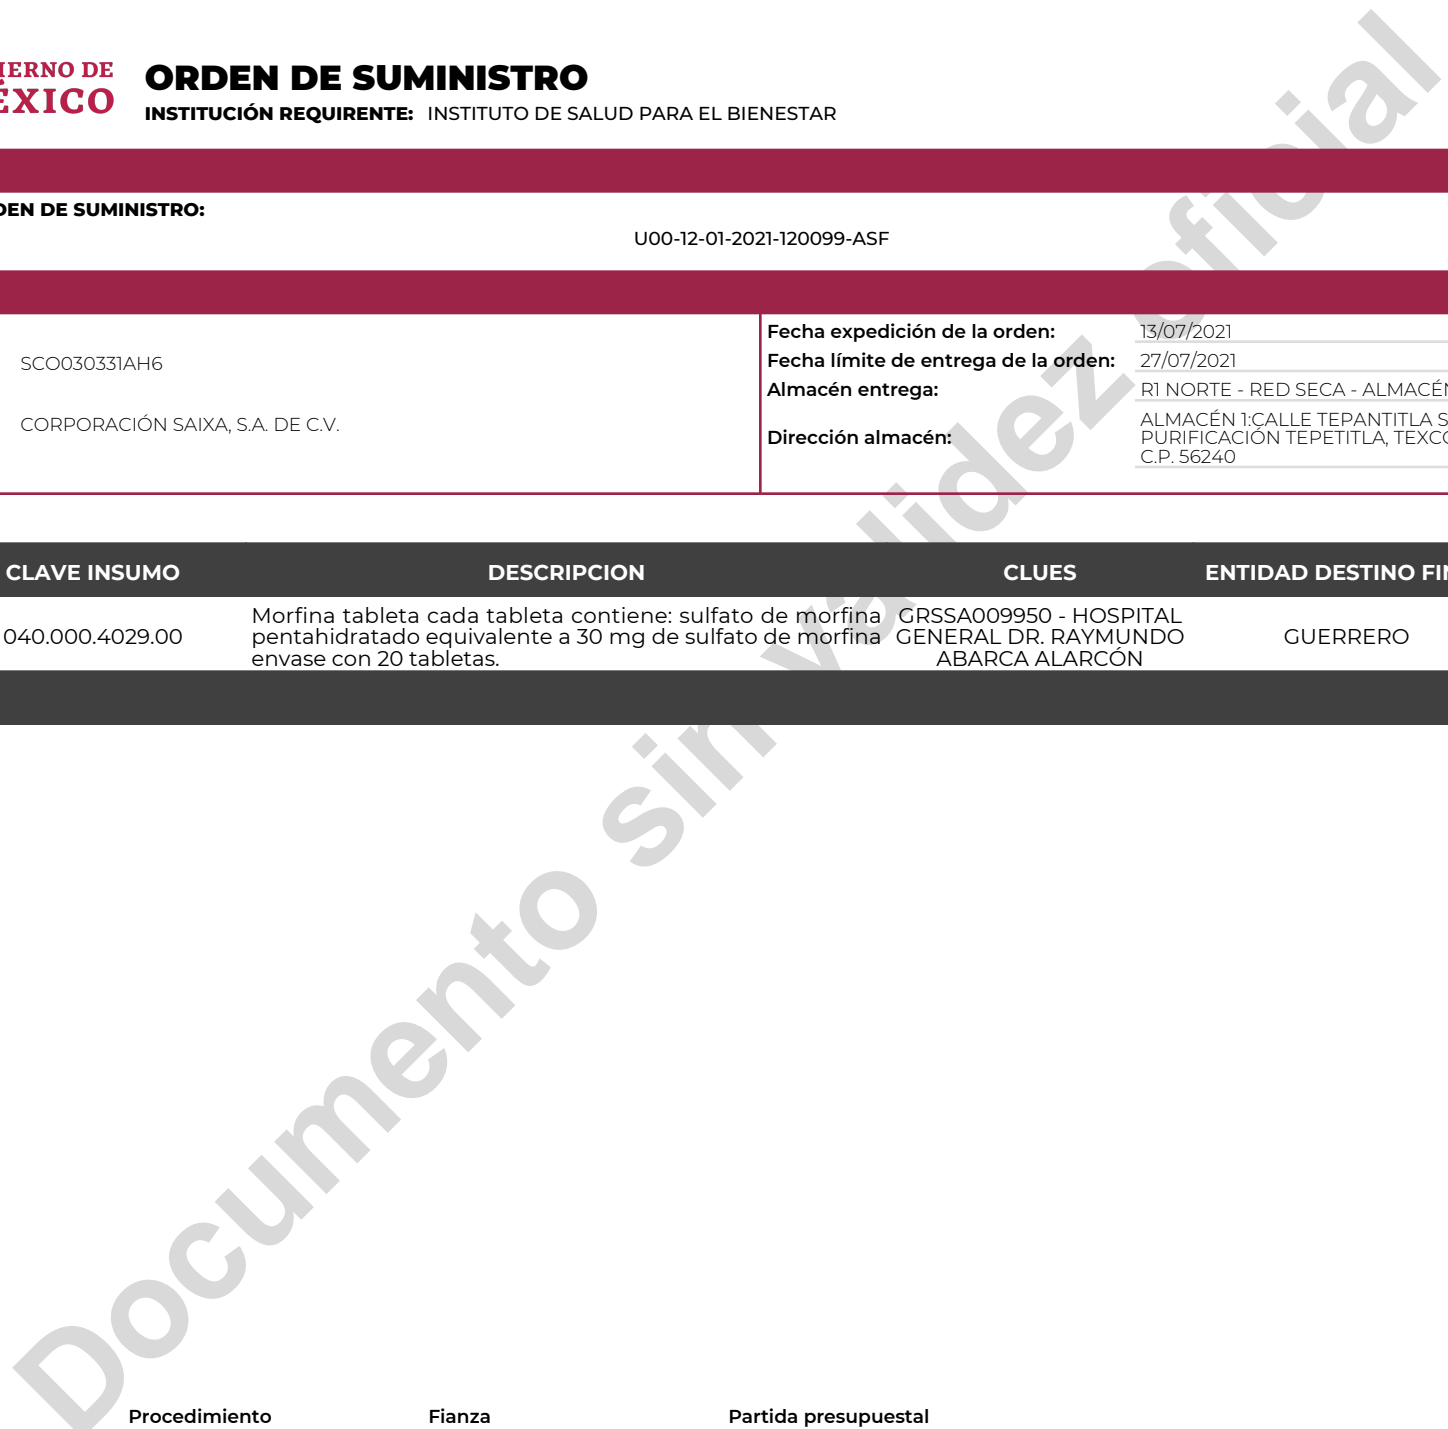 IERNO DE
ÉXICO
ORDEN DE SUMINISTRO
INSTITUCIÓN REQUIRENTE: INSTITUTO DE SALUD PARA EL BIENESTAR
DEN DE SUMINISTRO:
U00-12-01-2021-120099-ASF
SCO030331AH6
CORPORACIÓN SAIXA, S.A. DE C.V.
Fecha expedición de la orden: 13/07/2021
Fecha límite de entrega de la orden: 27/07/2021
Almacén entrega: R1 NORTE - RED SECA - ALMACÉN
Dirección almacén:
ALMACÉN 1:CALLE TEPANTITLA S
PURIFICACIÓN TEPETITLA, TEXCO
C.P. 56240
CLAVE INSUMO DESCRIPCION CLUES ENTIDAD DESTINO FIN
040.000.4029.00
Morfina tableta cada tableta contiene: sulfato de morfina
pentahidratado equivalente a 30 mg de sulfato de morfina
envase con 20 tabletas.
GRSSA009950 - HOSPITAL
GENERAL DR. RAYMUNDO
ABARCA ALARCÓN
GUERRERO
Documento sin validez oficial
Procedimiento Fianza Partida presupuestal